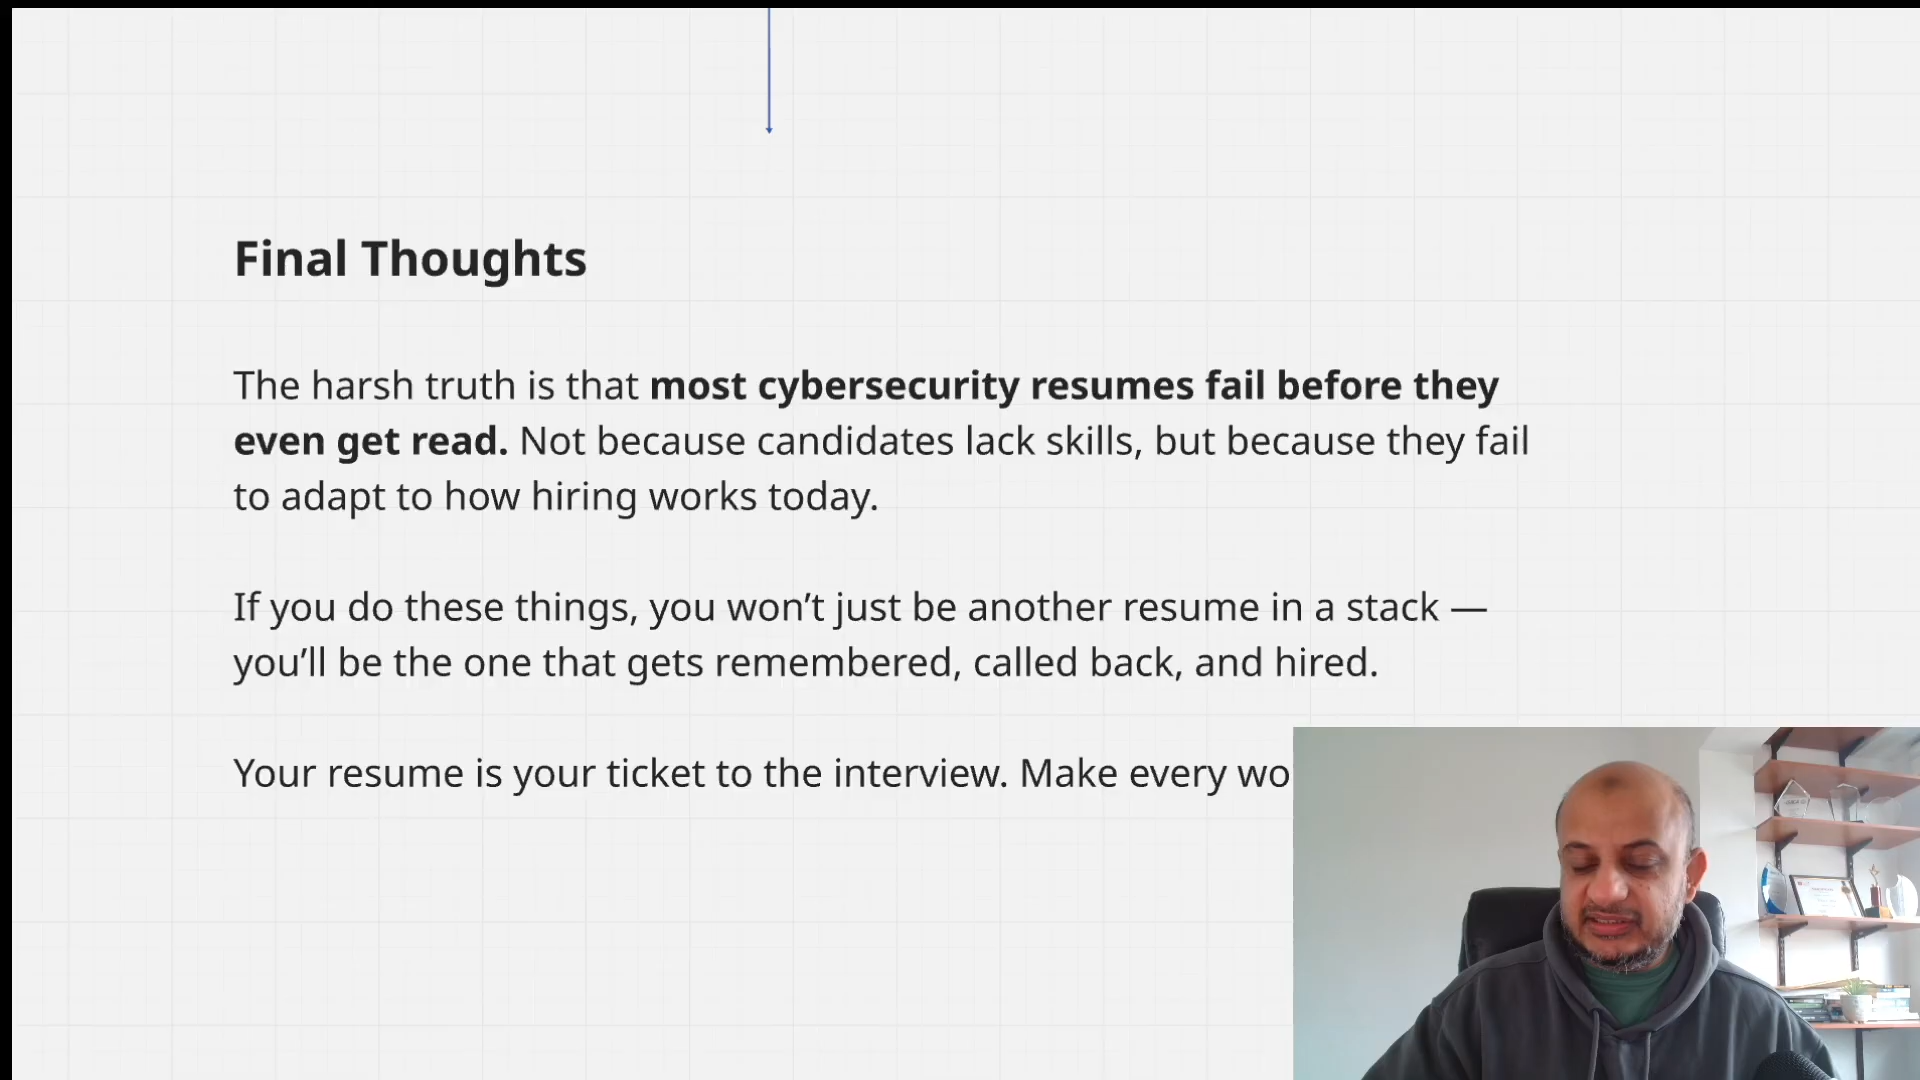 Final Thoughts
The harsh truth is that most cybersecurity resumes fail before they
even get read. Not because candidates lack skills, but because they fail
to adapt to how hiring works today.
If you do these things, you won’t just be another resume in a stack —
you’ll be the one that gets remembered, called back, and hired.
Your resume is your ticket to the interview. Make every wo